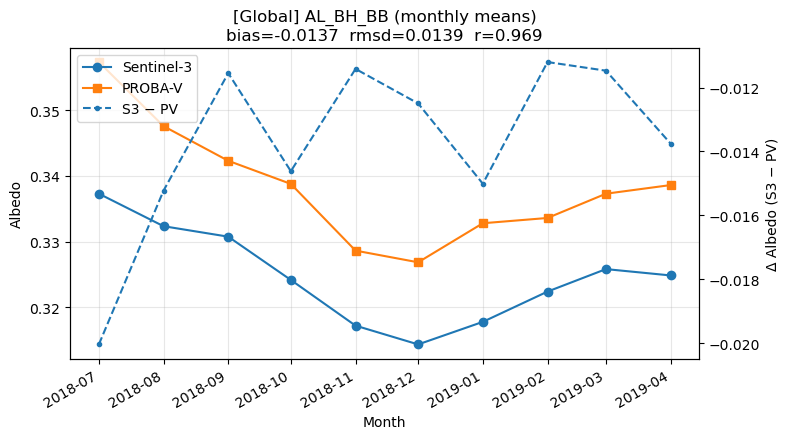 [Global] AL_BH_BB (monthly means)
bias=-0.0137  rmsd=0.0139  r=0.969
Sentinel-3
PROBA-V
S3 − PV
Albedo
0.35
0.34
0.33
0.32
−0.012
−0.014
−0.016
−0.018
−0.020
Δ Albedo (S3 − PV)
2018-07
2018-08
2018-09
2018-10
2018-11
2018-12
2019-01
2019-02
2019-03
2019-04
Month